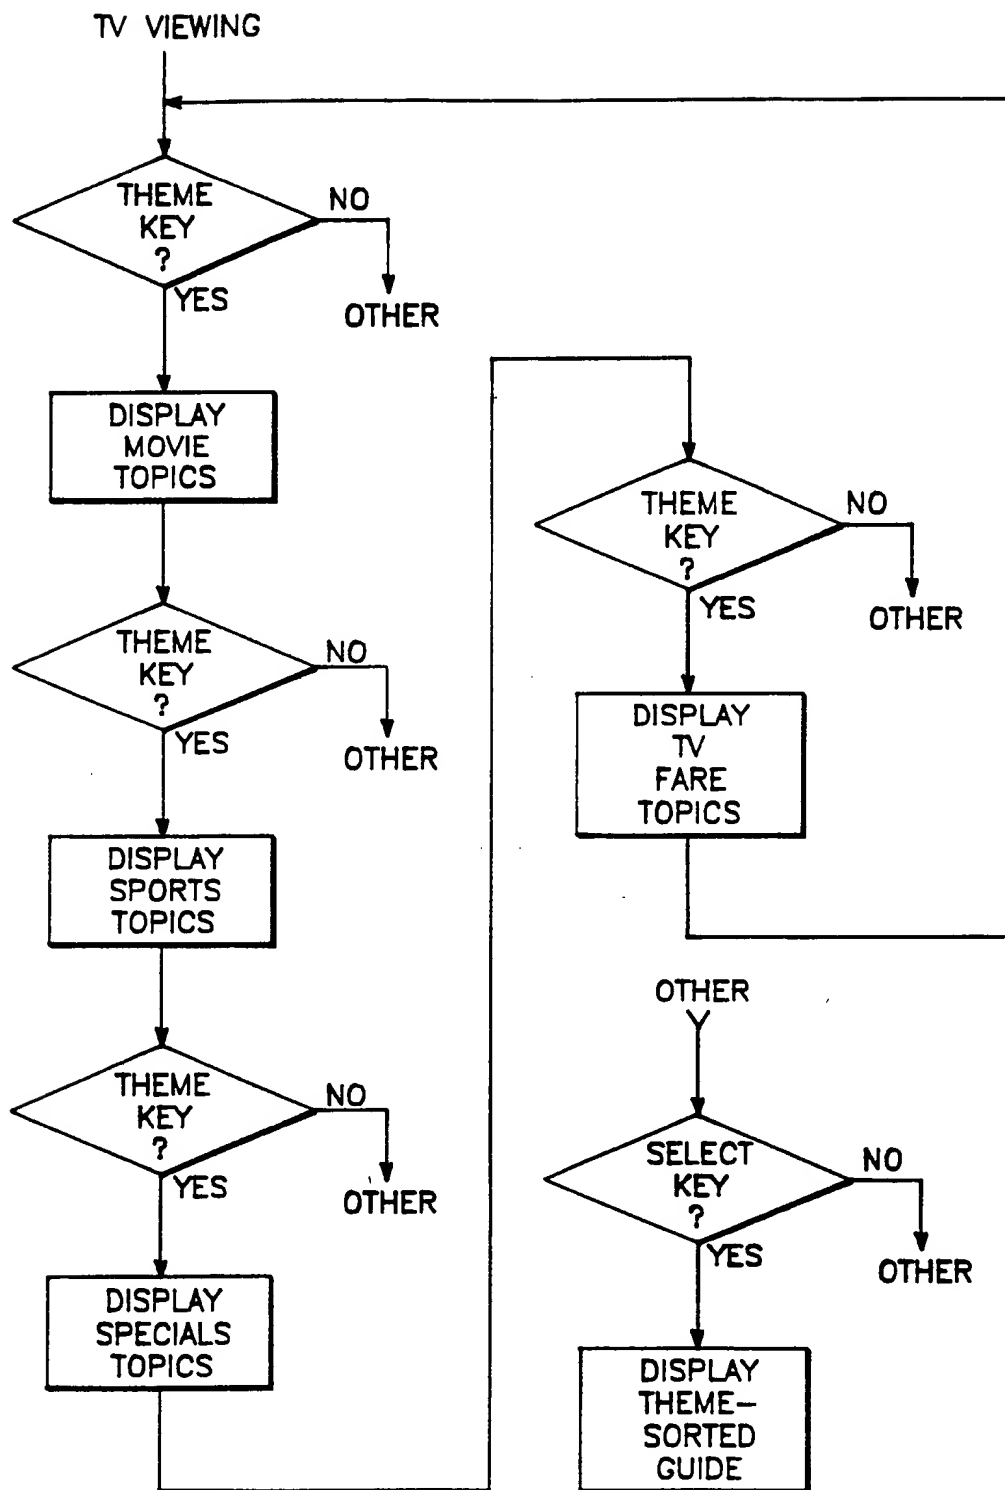 TV VIEWING
THEME
KEY
?
NO
YES
OTHER
DISPLAY
MOVIE
TOPICS
THEME
KEY
?
NO
YES
OTHER
DISPLAY
SPORTS
TOPICS
THEME
KEY
?
NO
YES
OTHER
DISPLAY
SPECIALS
TOPICS
THEME
KEY
?
NO
YES
OTHER
DISPLAY
TV
FARE
TOPICS
OTHER
SELECT
KEY
?
NO
YES
OTHER
DISPLAY
THEME-
SORTED
GUIDE